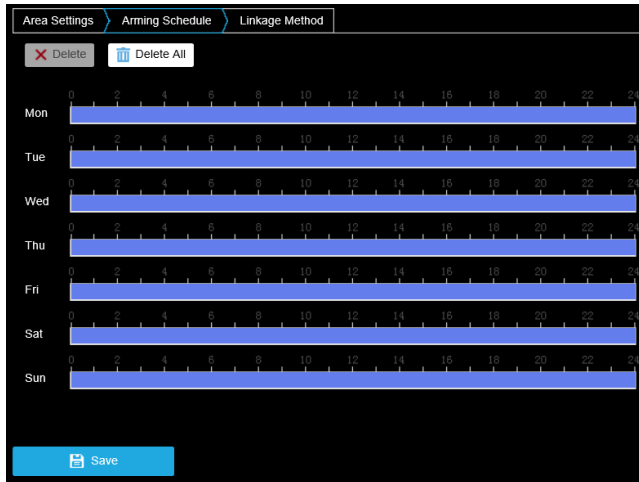 Area Settings Arming Schedule Linkage Method
Delete Delete All
0 2 4 6 8 10 12 14 16 18 20 22 24
Mon
0 2 4 6 8 10 12 14 16 18 20 22 24
Tue
0 2 4 6 8 10 12 14 16 18 20 22 24
Wed
0 2 4 6 8 10 12 14 16 18 20 22 24
Thu
0 2 4 6 8 10 12 14 16 18 20 22 24
Fri
0 2 4 6 8 10 12 14 16 18 20 22 24
Sat
0 2 4 6 8 10 12 14 16 18 20 22 24
Sun
Save